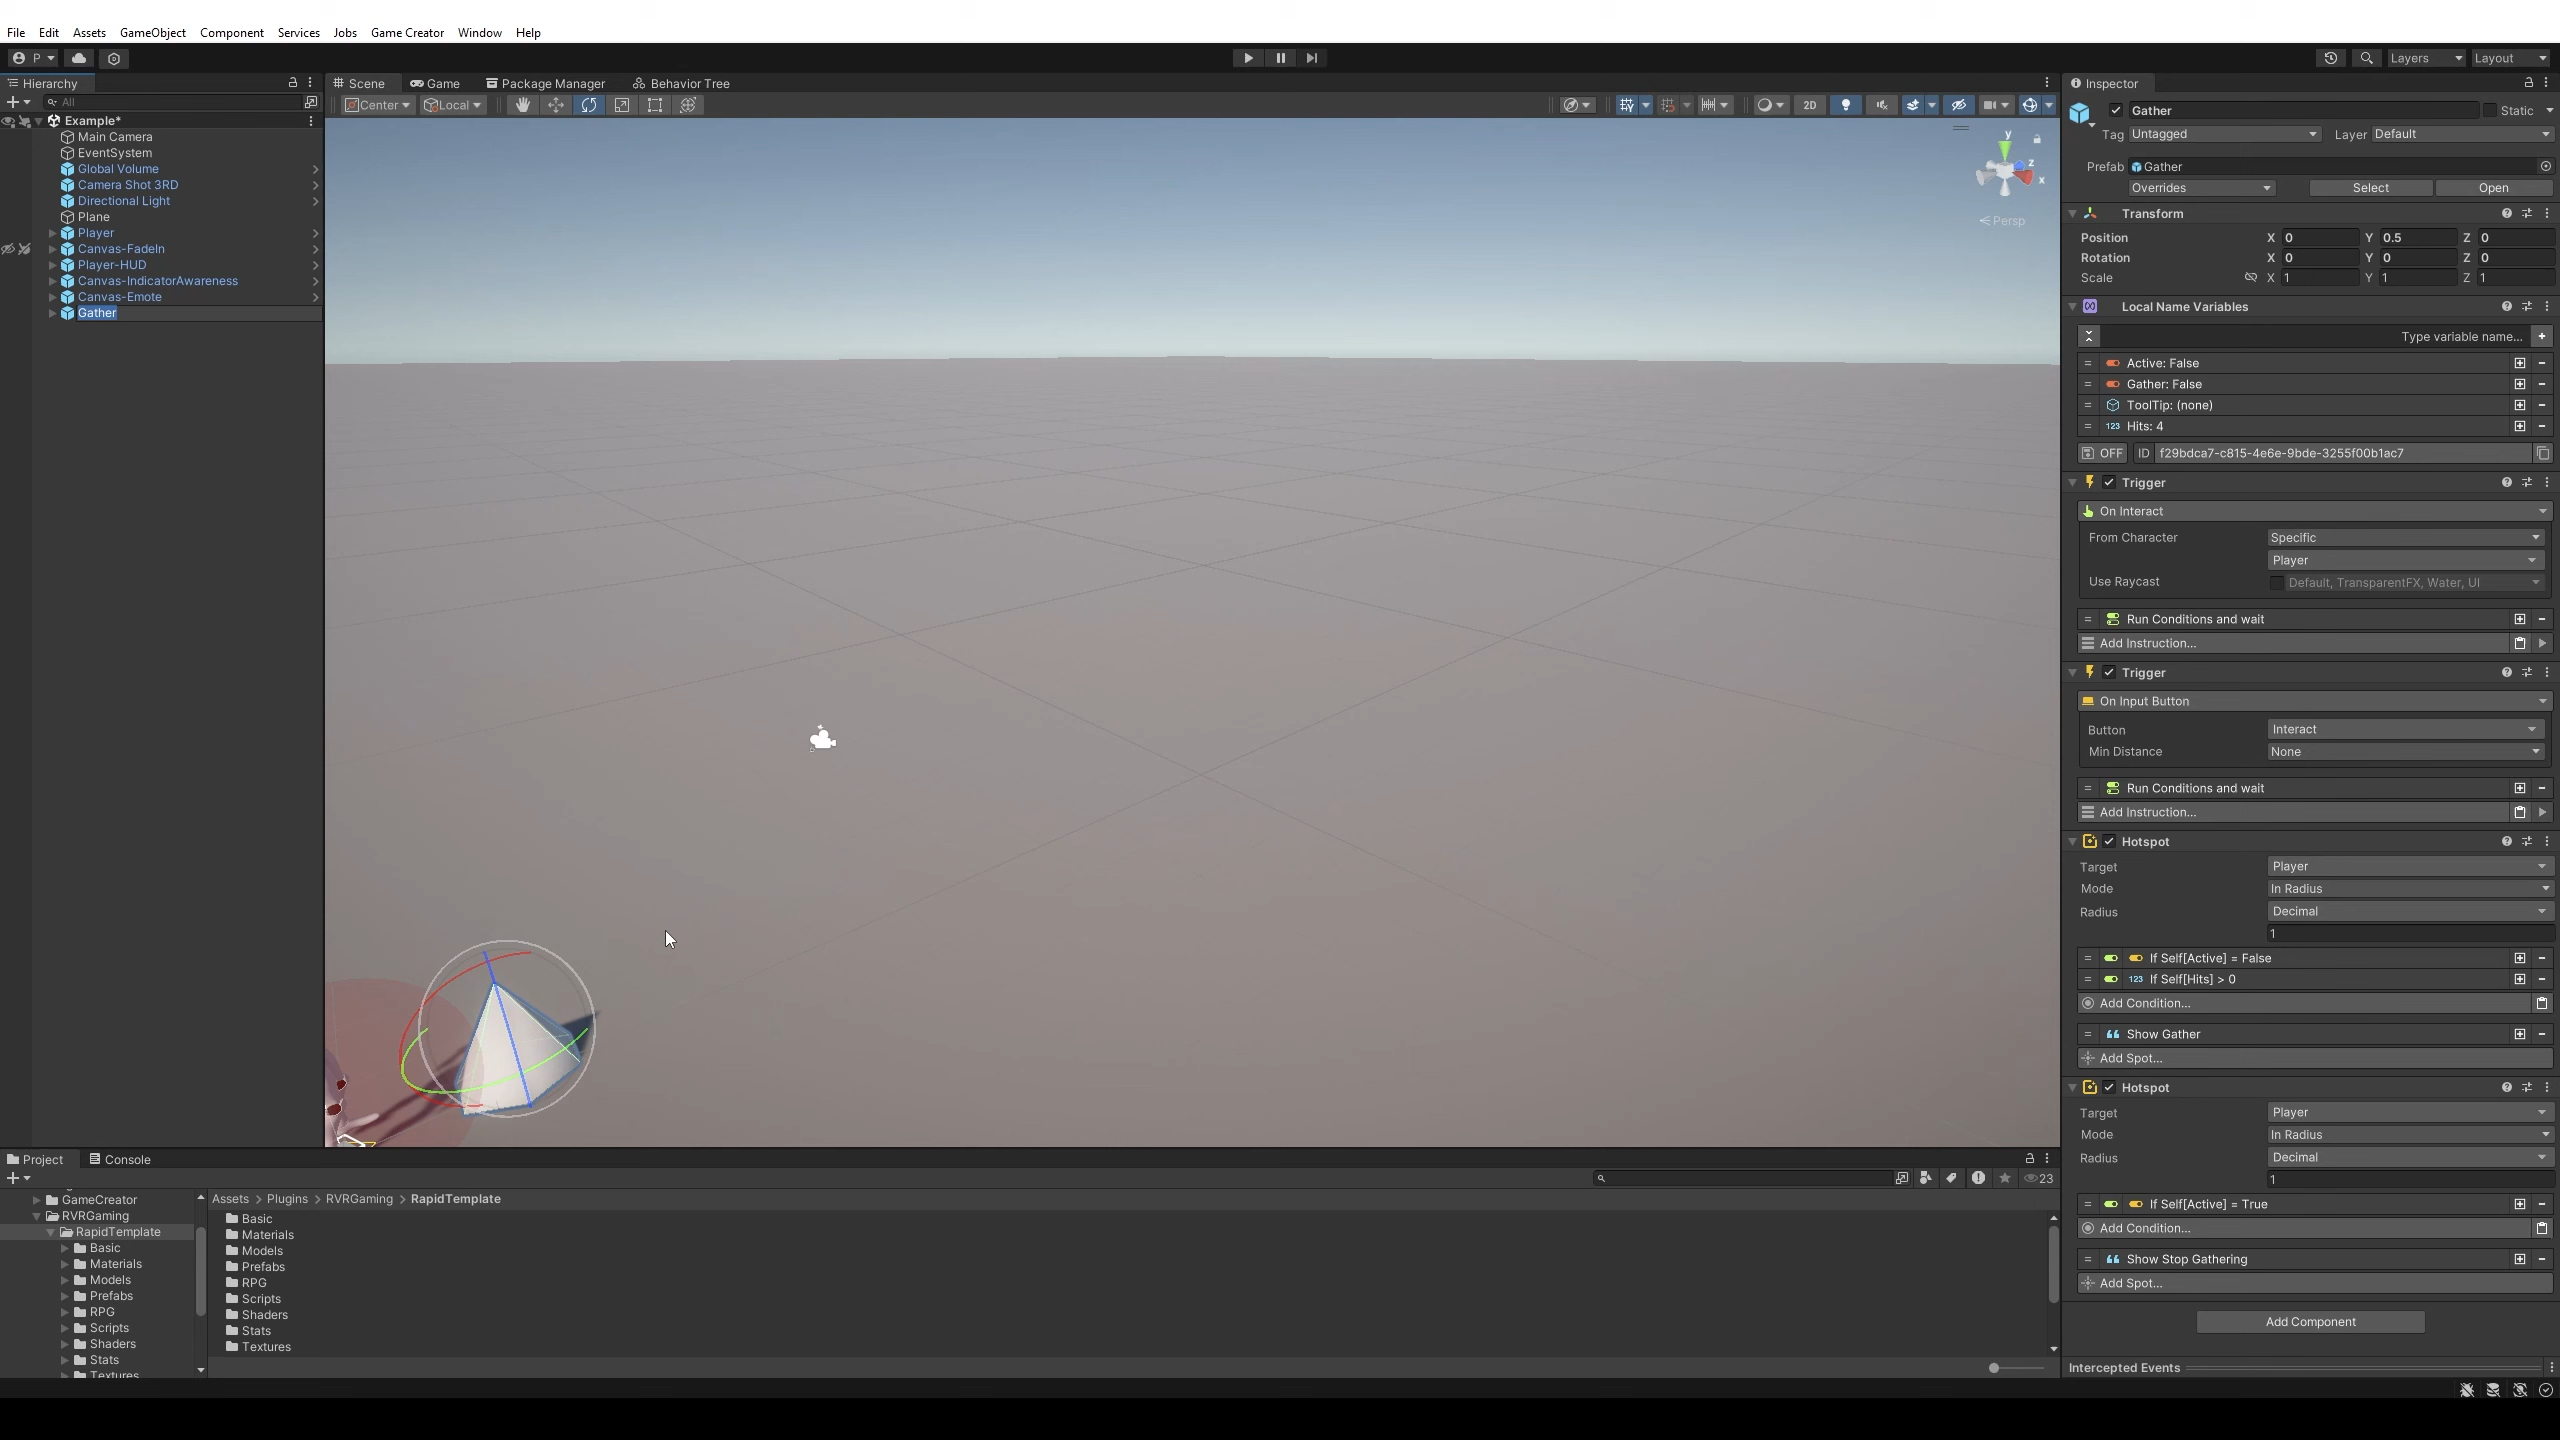 File Edit Assets GameObject Component Services Jobs Game Creator Window Help
P Layers Layout
Hierarchy
All
Example*
Main Camera
EventSystem
Global Volume
Camera Shot 3RD
Directional Light
Plane
Player
Canvas-FadeIn
Player-HUD
Canvas-IndicatorAwareness
Canvas-Emote
Gather
Scene Game Package Manager Behavior Tree
Center Local 2D
y
z
x
Persp
Inspector
Gather Static
Tag Untagged Layer Default
Prefab Gather
Overrides Select Open
Transform
Position X 0 Y 0.5 Z 0
Rotation X 0 Y 0 Z 0
Scale X 1 Y 1 Z 1
Local Name Variables
Type variable name...
Active: False
Gather: False
ToolTip: (none)
123 Hits: 4
OFF ID f29bdca7-c815-4e6e-9bde-3255f00b1ac7
Trigger
On Interact
From Character Specific
Player
Use Raycast Default, TransparentFX, Water, UI
Run Conditions and wait
Add Instruction...
Trigger
On Input Button
Button Interact
Min Distance None
Run Conditions and wait
Add Instruction...
Hotspot
Target Player
Mode In Radius
Radius Decimal
1
If Self[Active] = False
123 If Self[Hits] > 0
Add Condition...
Show Gather
Add Spot...
Hotspot
Target Player
Mode In Radius
Radius Decimal
1
If Self[Active] = True
Add Condition...
Show Stop Gathering
Add Spot...
Add Component
Intercepted Events
Project Console
23
GameCreator
RVRGaming
RapidTemplate
Basic
Materials
Models
Prefabs
RPG
Scripts
Shaders
Stats
Textures
Assets > Plugins > RVRGaming > RapidTemplate
Basic
Materials
Models
Prefabs
RPG
Scripts
Shaders
Stats
Textures